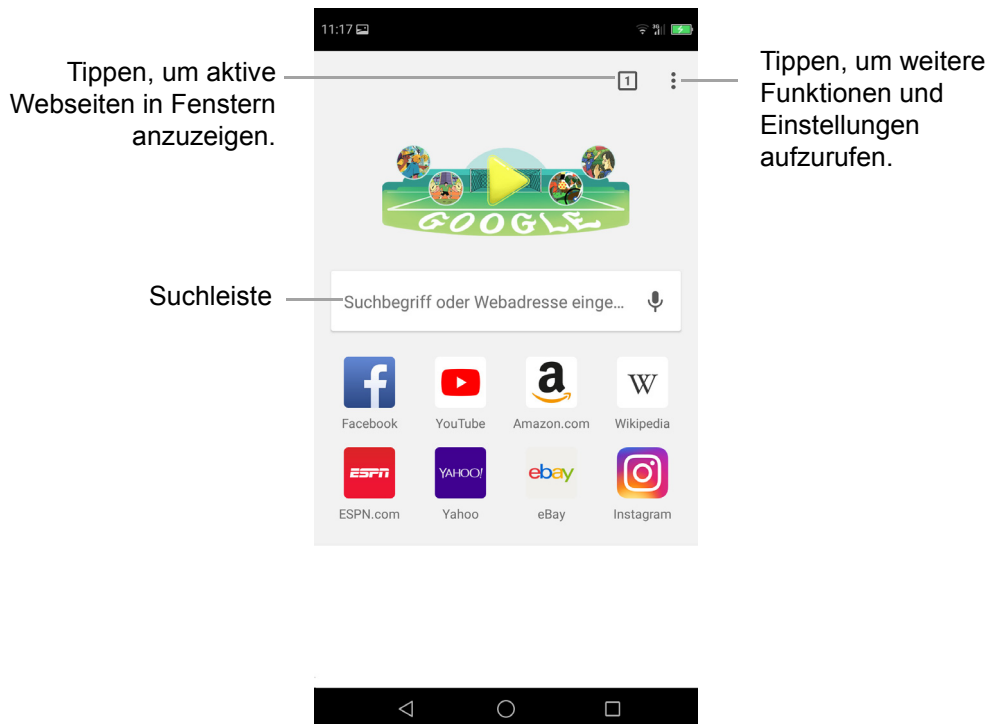 11:17
3G
Tippen, um aktive
Webseiten in Fenstern
anzuzeigen.
1
Tippen, um weitere
Funktionen und
Einstellungen
aufzurufen.
GOOGLE
Suchleiste
Suchbegriff oder Webadresse einge…
f
a
W
Facebook
YouTube
Amazon.com
Wikipedia
ESPN
YAHOO!
ebay
ESPN.com
Yahoo
eBay
Instagram